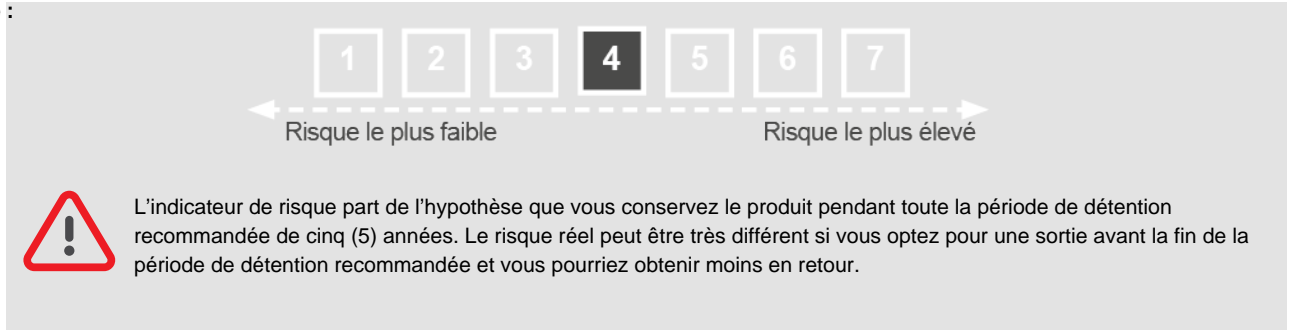 :
1 2 3 4 5 6 7
Risque le plus faible Risque le plus élevé
L'indicateur de risque part de l'hypothèse que vous conservez le produit pendant toute la période de détention
recommandée de cinq (5) années. Le risque réel peut être très différent si vous optez pour une sortie avant la fin de la
période de détention recommandée et vous pourriez obtenir moins en retour.